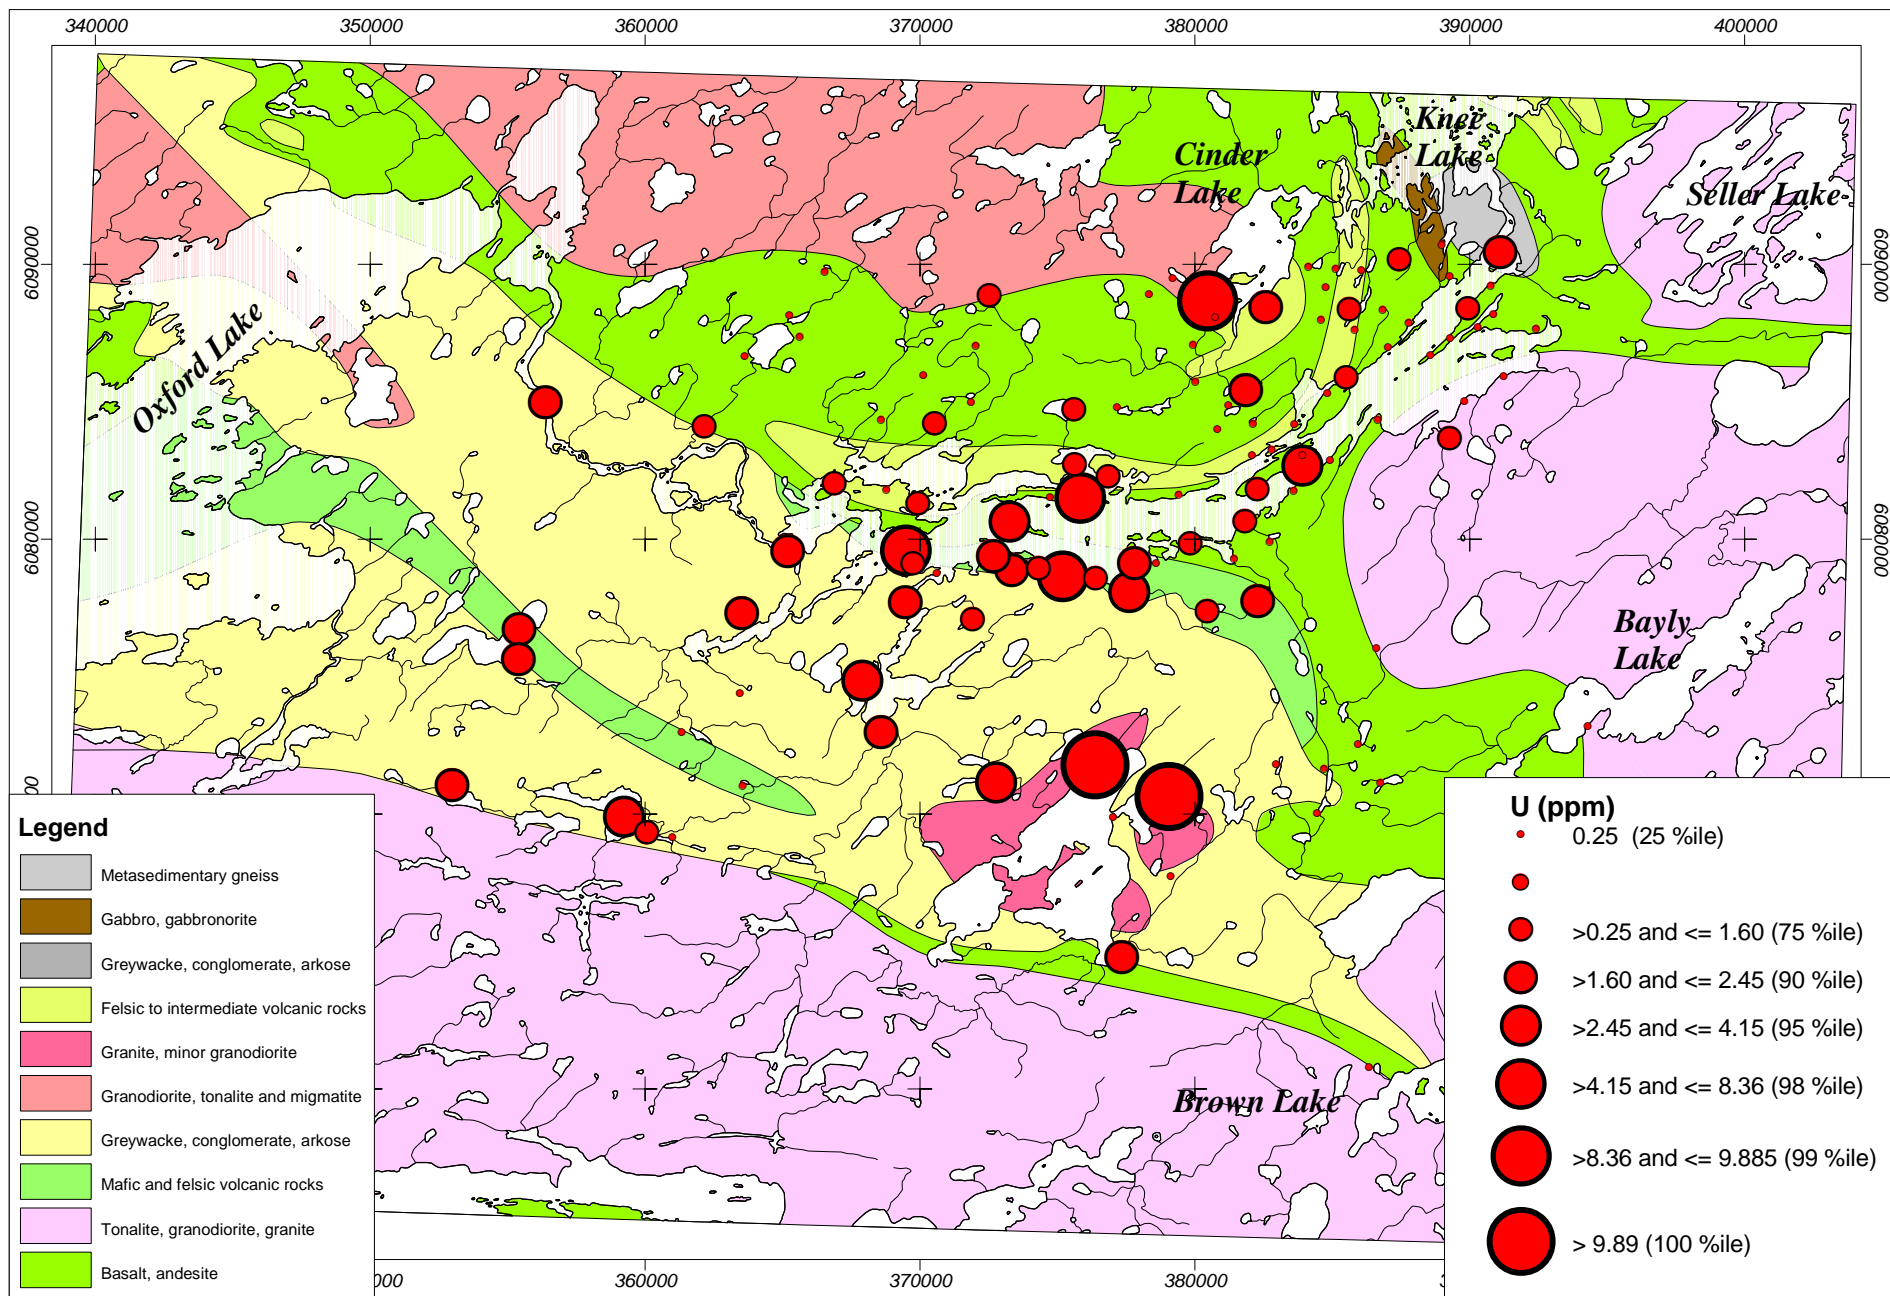 340000
350000
360000
370000
380000
390000
400000
Knee
Lake
Cinder
Lake
Seller Lake
6090000
6090000
Oxford Lake
6080000
6080000
Bayly
Lake
Brown Lake
Legend
Metasedimentary gneiss
Gabbro, gabbronorite
Greywacke, conglomerate, arkose
Felsic to intermediate volcanic rocks
Granite, minor granodiorite
Granodiorite, tonalite and migmatite
Greywacke, conglomerate, arkose
Mafic and felsic volcanic rocks
Tonalite, granodiorite, granite
Basalt, andesite
U (ppm)
0.25 (25 %ile)
>0.25 and <= 1.60 (75 %ile)
>1.60 and <= 2.45 (90 %ile)
>2.45 and <= 4.15 (95 %ile)
>4.15 and <= 8.36 (98 %ile)
>8.36 and <= 9.885 (99 %ile)
> 9.89 (100 %ile)
360000
370000
380000